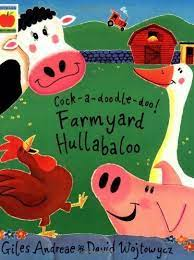 Cock-a-doodle-doo!
Farmyard
Hullabaloo
Giles Andreae * David Wojtowycz